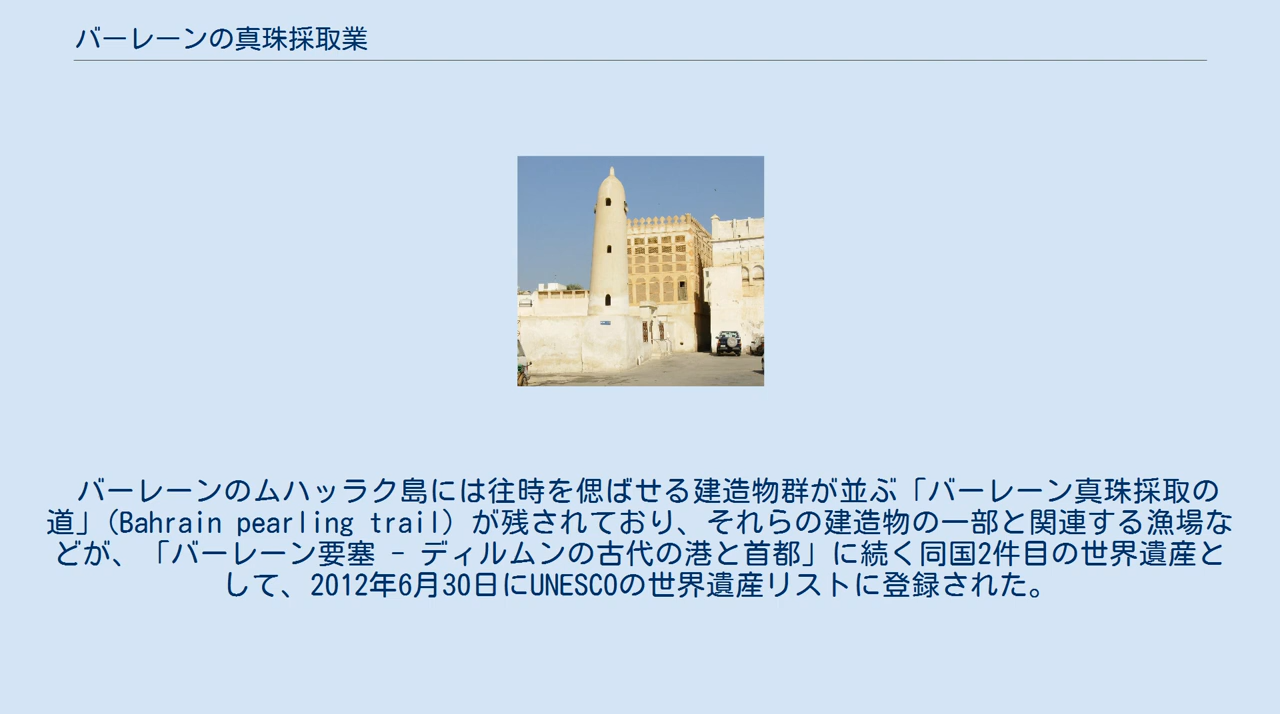 バーレーンの真珠採取業
バーレーンのムハッラク島には往時を偲ばせる建造物群が並ぶ「バーレーン真珠採取の
道」(Bahrain pearling trail) が残されており、それらの建造物の一部と関連する漁場な
どが、「バーレーン要塞 - ディルムンの古代の港と首都」に続く同国2件目の世界遺産と
して、2012年6月30日にUNESCOの世界遺産リストに登録された。